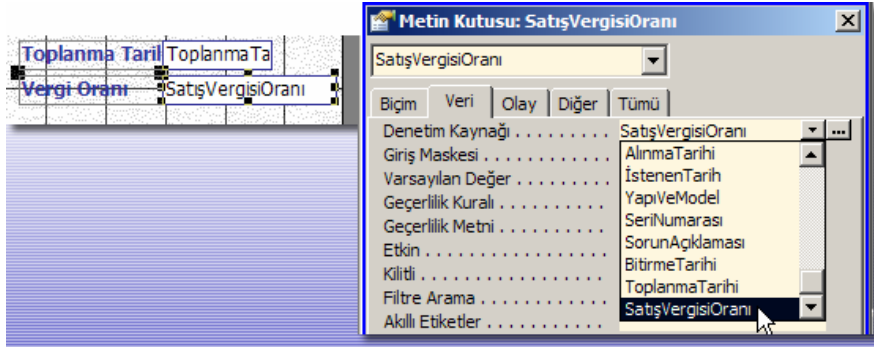 Toplanma Taril ToplanmaTa
Vergi Oranı SatışVergisiOranı
Metin Kutusu: SatışVergisiOranı
SatışVergisiOranı
Biçim Veri Olay Diğer Tümü
Denetim Kaynağı . . . . . . . . . SatışVergisiOranı
Giriş Maskesi . . . . . . . . . . .
Varsayılan Değer . . . . . . . . .
Geçerlilik Kuralı . . . . . . . . . .
Geçerlilik Metni . . . . . . . . . .
Etkin . . . . . . . . . . . . . . . .
Kilitli . . . . . . . . . . . . . . . . .
Filtre Arama . . . . . . . . . . . .
Akıllı Etiketler . . . . . . . . . . .
AlınmaTarihi
İstenenTarih
YapıVeModel
SeriNumarası
SorunAçıklaması
BitirmeTarihi
ToplanmaTarihi
SatışVergisiOranı